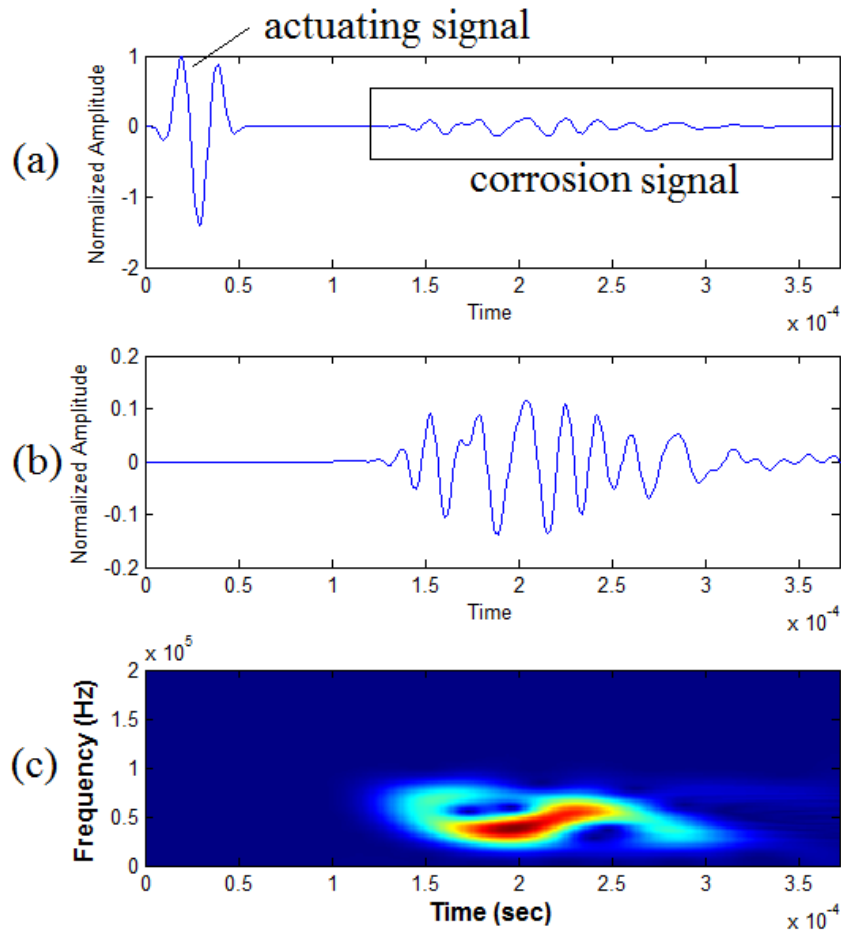 actuating signal
(a)
Normalized Amplitude
1
0
-1
-2
corrosion signal
0 0.5 1 1.5 2 2.5 3 3.5
Time
x 10^-4
(b)
Normalized Amplitude
0.2
0.1
0
-0.1
-0.2
0 0.5 1 1.5 2 2.5 3 3.5
Time
x 10^-4
(c)
x 10^5
Frequency (Hz)
2
1.5
1
0.5
0
0 0.5 1 1.5 2 2.5 3 3.5
Time (sec)
x 10^-4